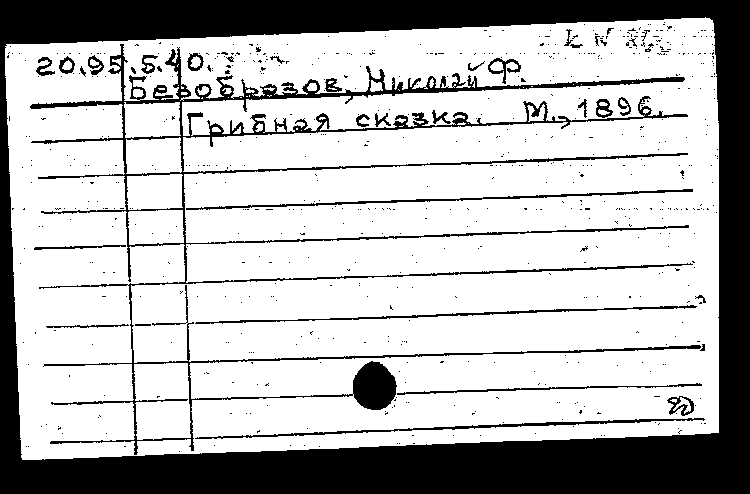 20.95.5.40.
Безобразов, Николай Ф.
Грибная сказка. М., 1896.